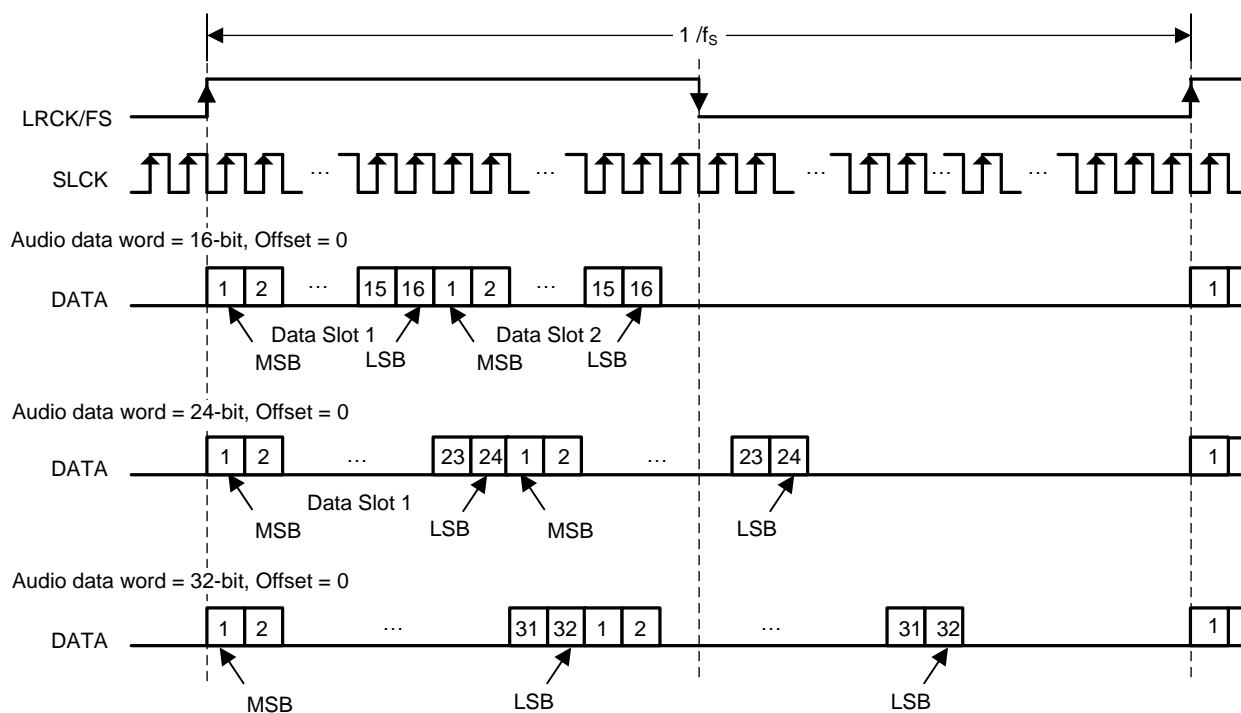 1 /fS
LRCK/FS
SLCK
… … … … …
Audio data word = 16-bit, Offset = 0
DATA
1 2 … 15 16 1 2 … 15 16 1
Data Slot 1 Data Slot 2
MSB LSB MSB LSB
Audio data word = 24-bit, Offset = 0
DATA
1 2 … 23 24 1 2 … 23 24 1
Data Slot 1
MSB LSB MSB LSB
Audio data word = 32-bit, Offset = 0
DATA
1 2 … 31 32 1 2 … 31 32 1
MSB LSB LSB